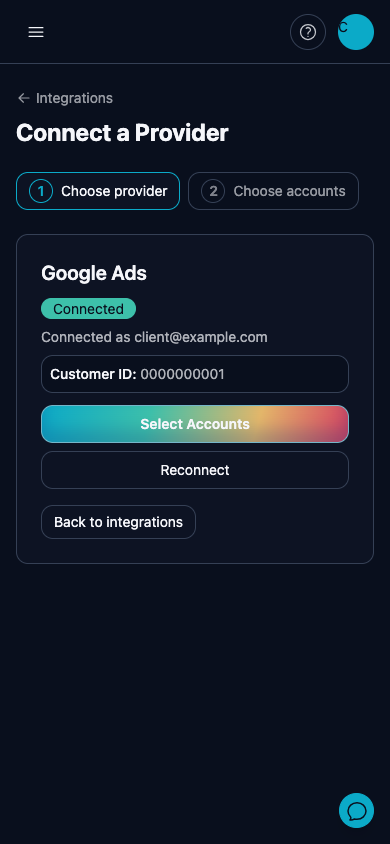 C
← Integrations
Connect a Provider
1 Choose provider
2 Choose accounts
Google Ads
Connected
Connected as client@example.com
Customer ID: 0000000001
Select Accounts
Reconnect
Back to integrations